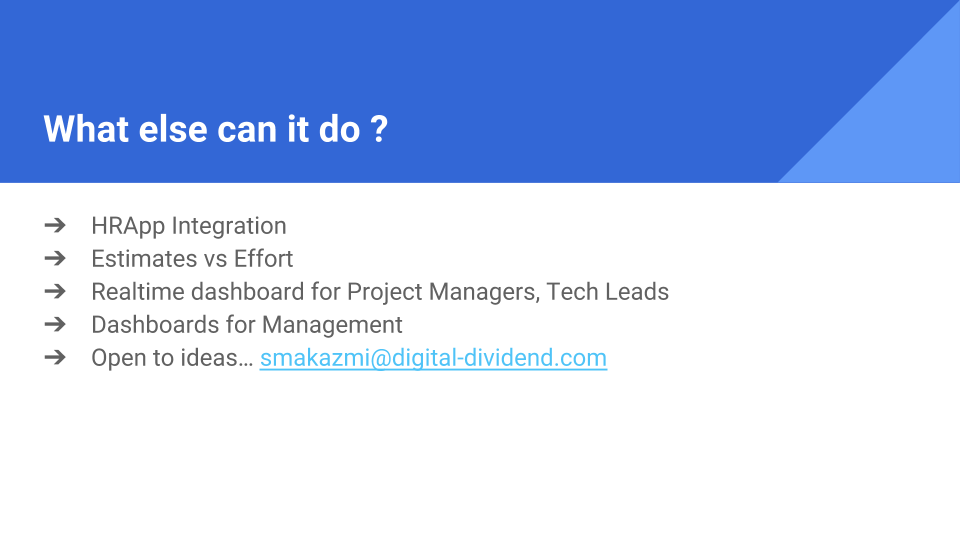 What else can it do ?
➔ HRApp Integration
➔ Estimates vs Effort
➔ Realtime dashboard for Project Managers, Tech Leads
➔ Dashboards for Management
➔ Open to ideas… smakazmi@digital-dividend.com